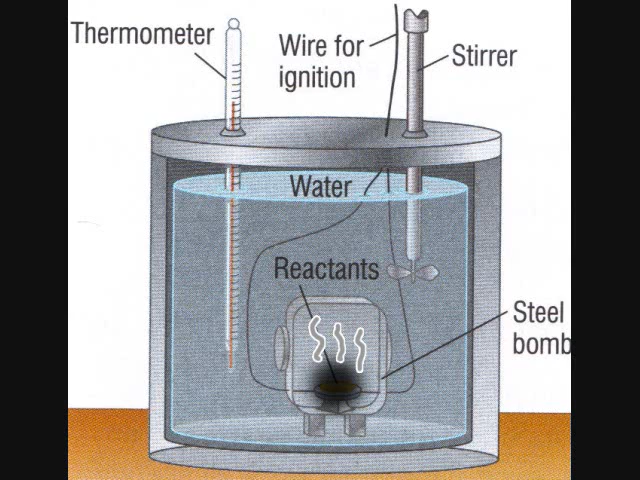 Thermometer
Wire for
ignition
Stirrer
Water
Reactants
Steel
bomb